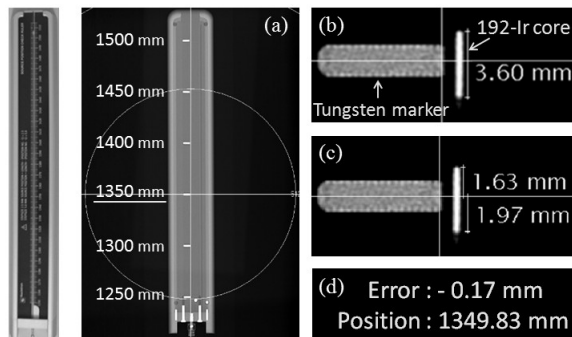 (a)
1500 mm
1450 mm
1400 mm
1350 mm
1300 mm
1250 mm
(b)
192-Ir core
3.60 mm
Tungsten marker
(c)
1.63 mm
1.97 mm
(d)
Error : - 0.17 mm
Position : 1349.83 mm